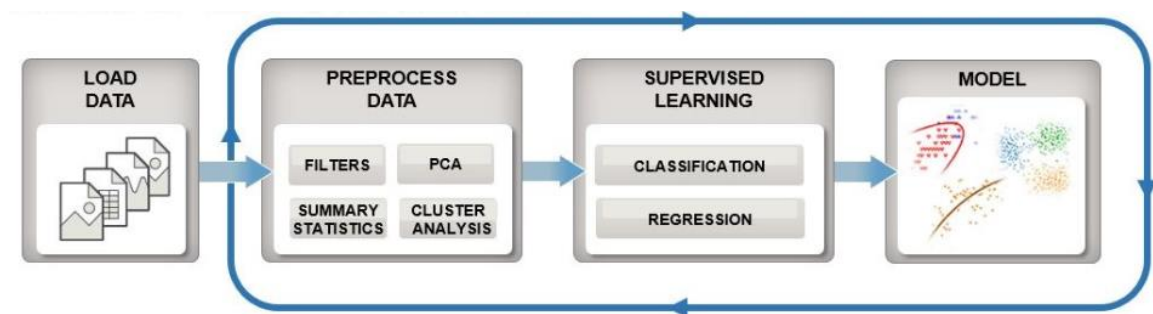 LOAD
DATA
PREPROCESS
DATA
FILTERS
PCA
SUMMARY
STATISTICS
CLUSTER
ANALYSIS
SUPERVISED
LEARNING
CLASSIFICATION
REGRESSION
MODEL